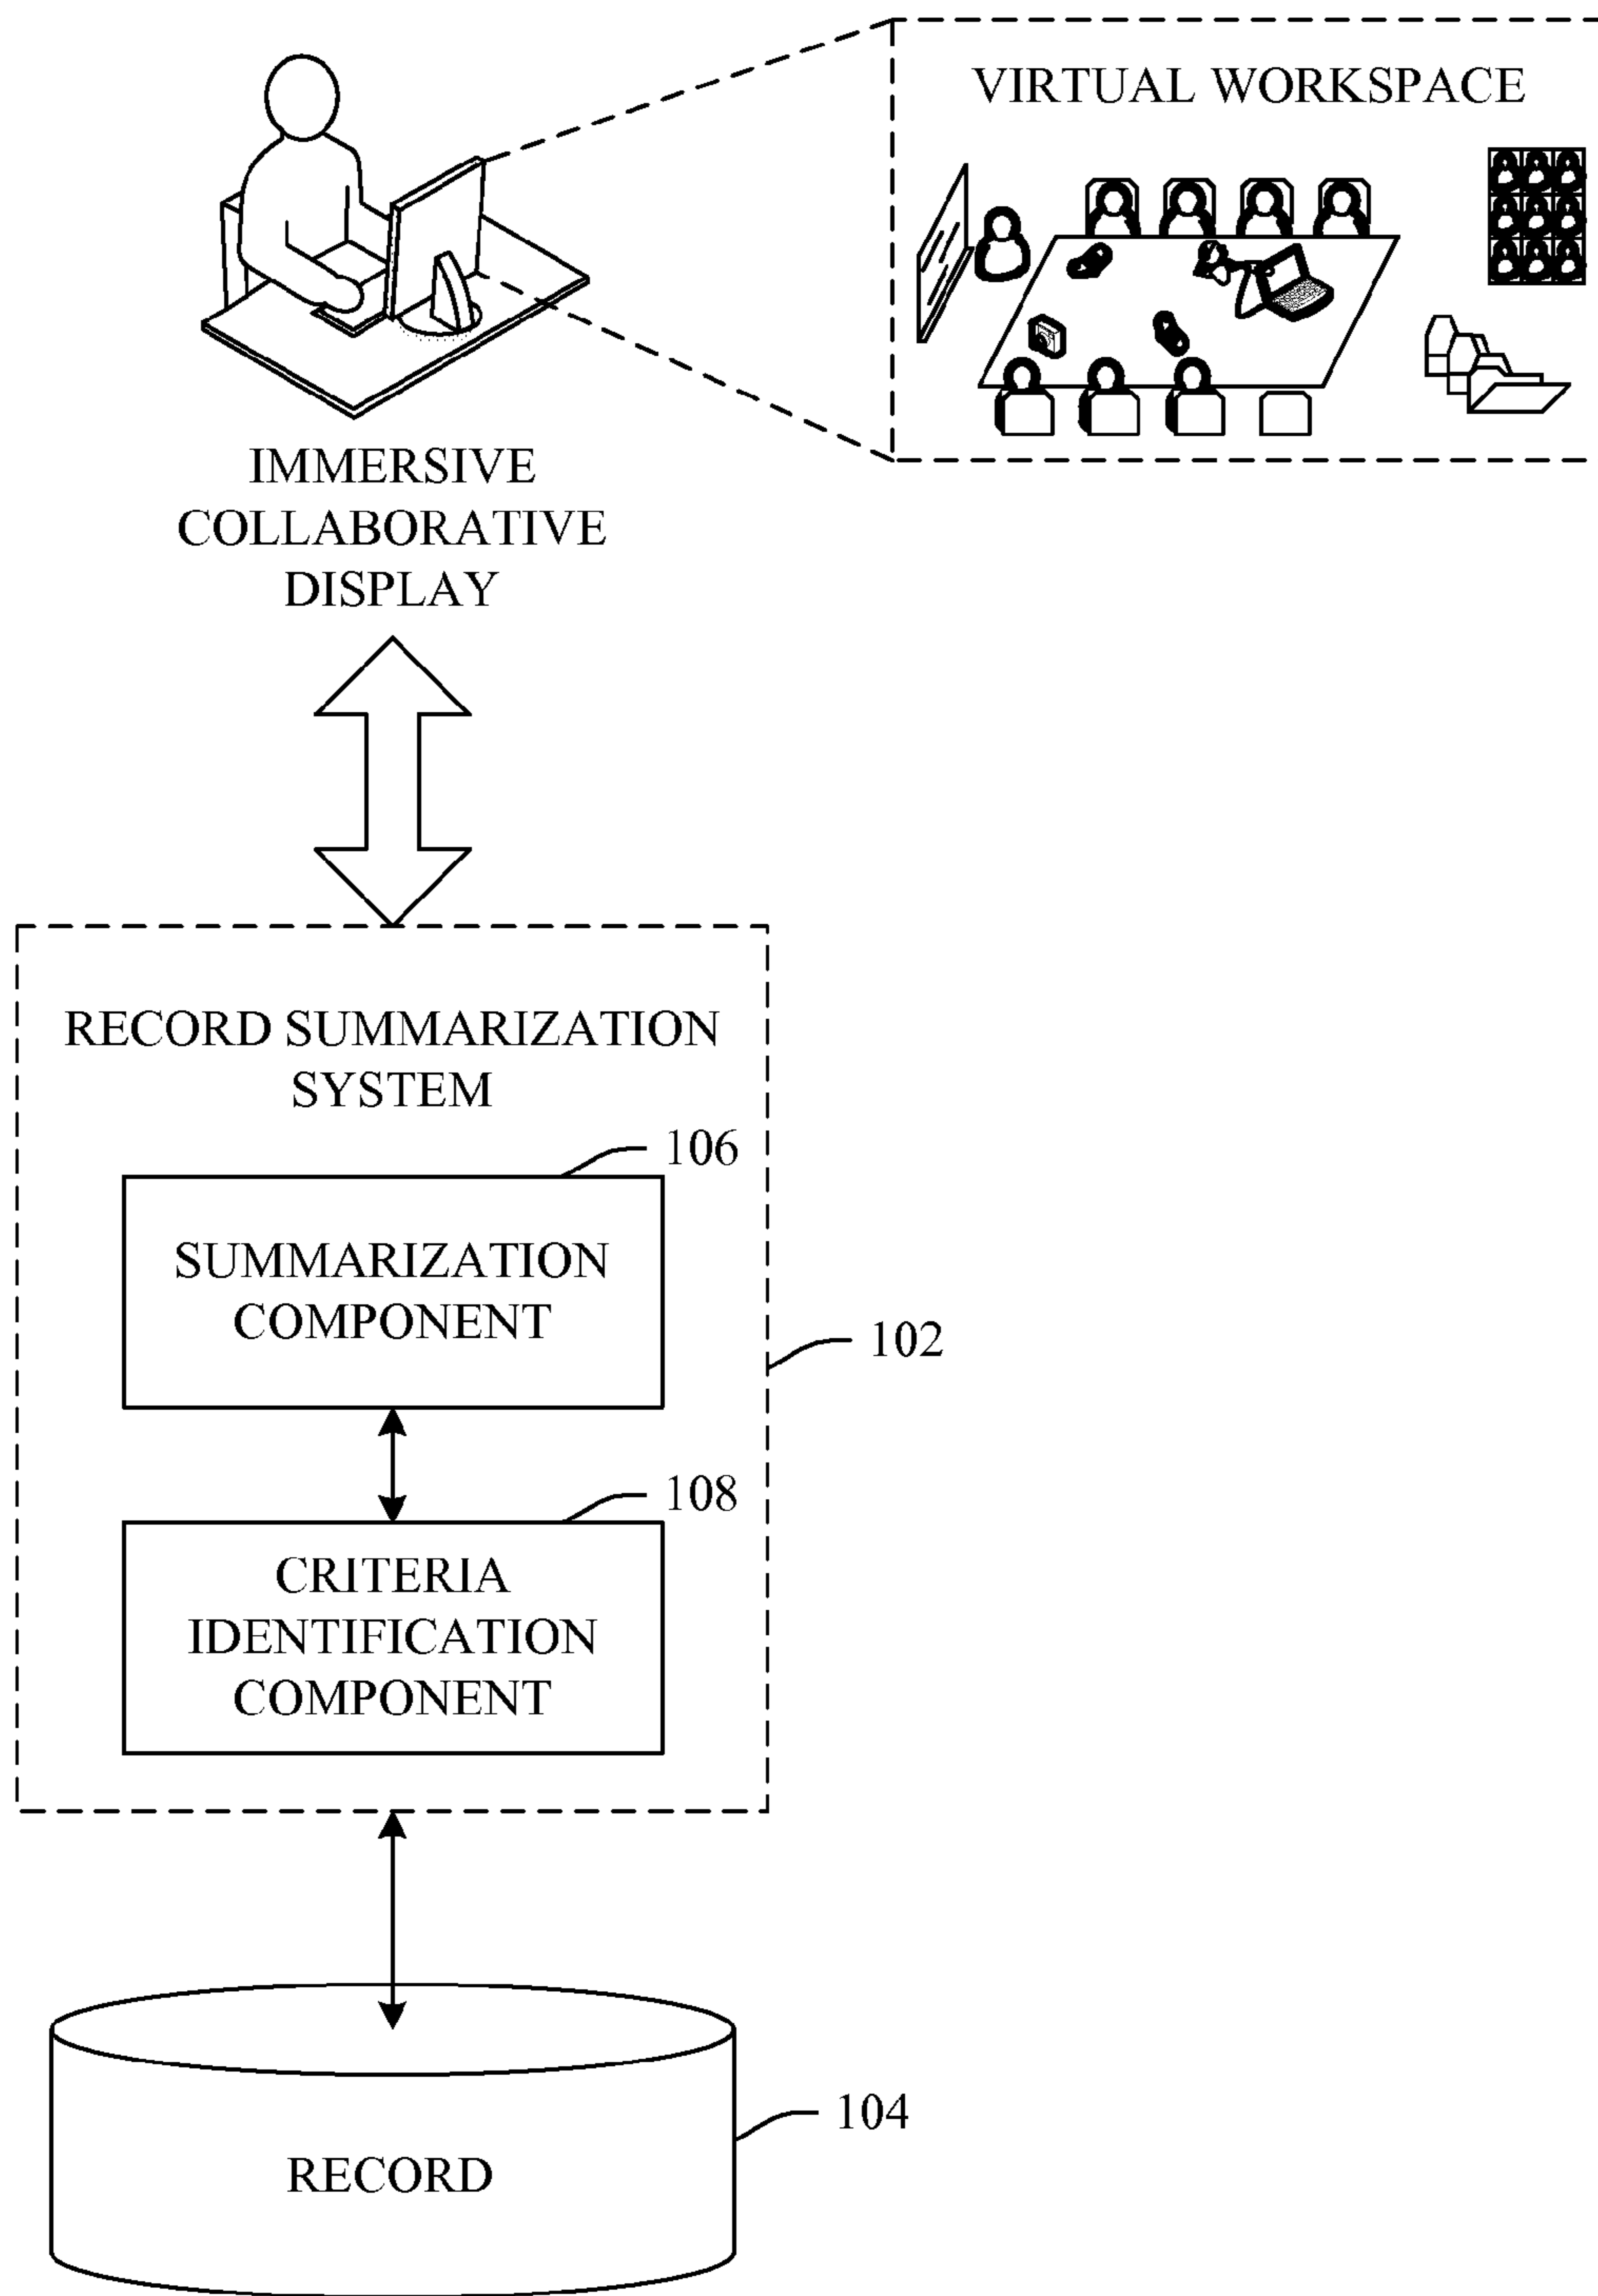 VIRTUAL WORKSPACE
IMMERSIVE
COLLABORATIVE
DISPLAY
RECORD SUMMARIZATION
SYSTEM
106
SUMMARIZATION
COMPONENT
102
108
CRITERIA
IDENTIFICATION
COMPONENT
104
RECORD